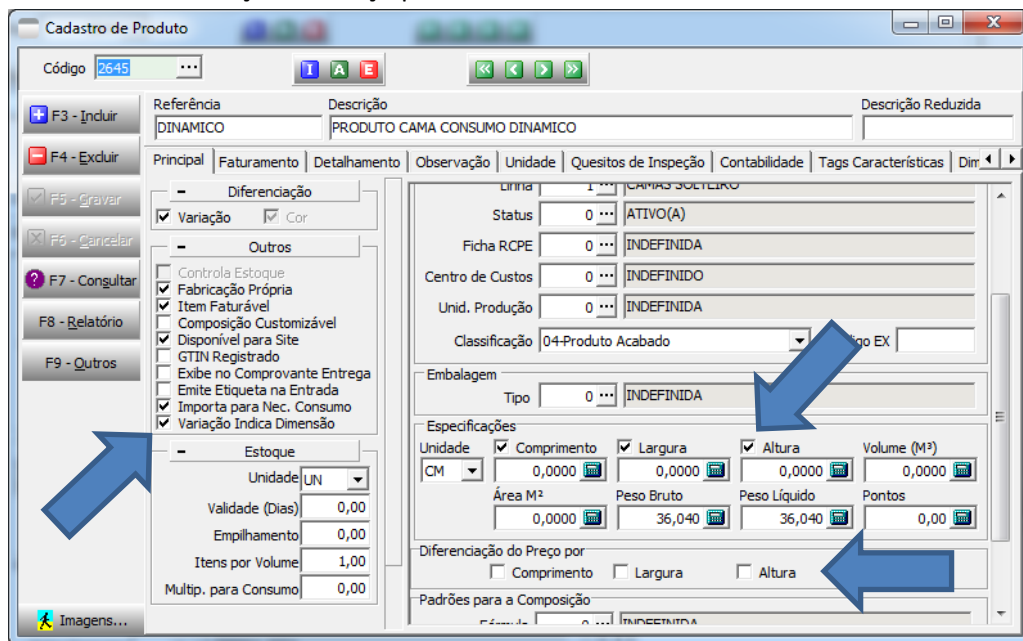 Cadastro de Produto
Código 2645 ...
I A E
F3 - Incluir
F4 - Excluir
F5 - Gravar
F6 - Cancelar
F7 - Consultar
F8 - Relatório
F9 - Outros
Imagens...
Referência Descrição Descrição Reduzida
DINAMICO PRODUTO CAMA CONSUMO DINAMICO
Principal Faturamento Detalhamento Observação Unidade Quesitos de Inspeção Contabilidade Tags Características Dim
Diferenciação
Variação Cor
Outros
Controla Estoque
Fabricação Própria
Item Faturável
Composição Customizável
Disponível para Site
GTIN Registrado
Exibe no Comprovante Entrega
Emite Etiqueta na Entrada
Importa para Nec. Consumo
Variação Indica Dimensão
Estoque
Unidade UN
Validade (Dias) 0,00
Empilhamento 0,00
Itens por Volume 1,00
Multip. para Consumo 0,00
Linha 1 ... CAMAS SOLTEIRO
Status 0 ... ATIVO(A)
Ficha RCPE 0 ... INDEFINIDA
Centro de Custos 0 ... INDEFINIDO
Unid. Produção 0 ... INDEFINIDA
Classificação 04-Produto Acabado EX
Embalagem
Tipo 0 ... INDEFINIDA
Especificações
Unidade Comprimento Largura Altura Volume (M³)
CM 0,0000 0,0000 0,0000 0,0000
Área M² Peso Bruto Peso Líquido Pontos
0,0000 36,040 36,040 0,00
Diferenciação do Preço por
Comprimento Largura Altura
Padrões para a Composição
Fórmula 0 ... INDEFINIDA